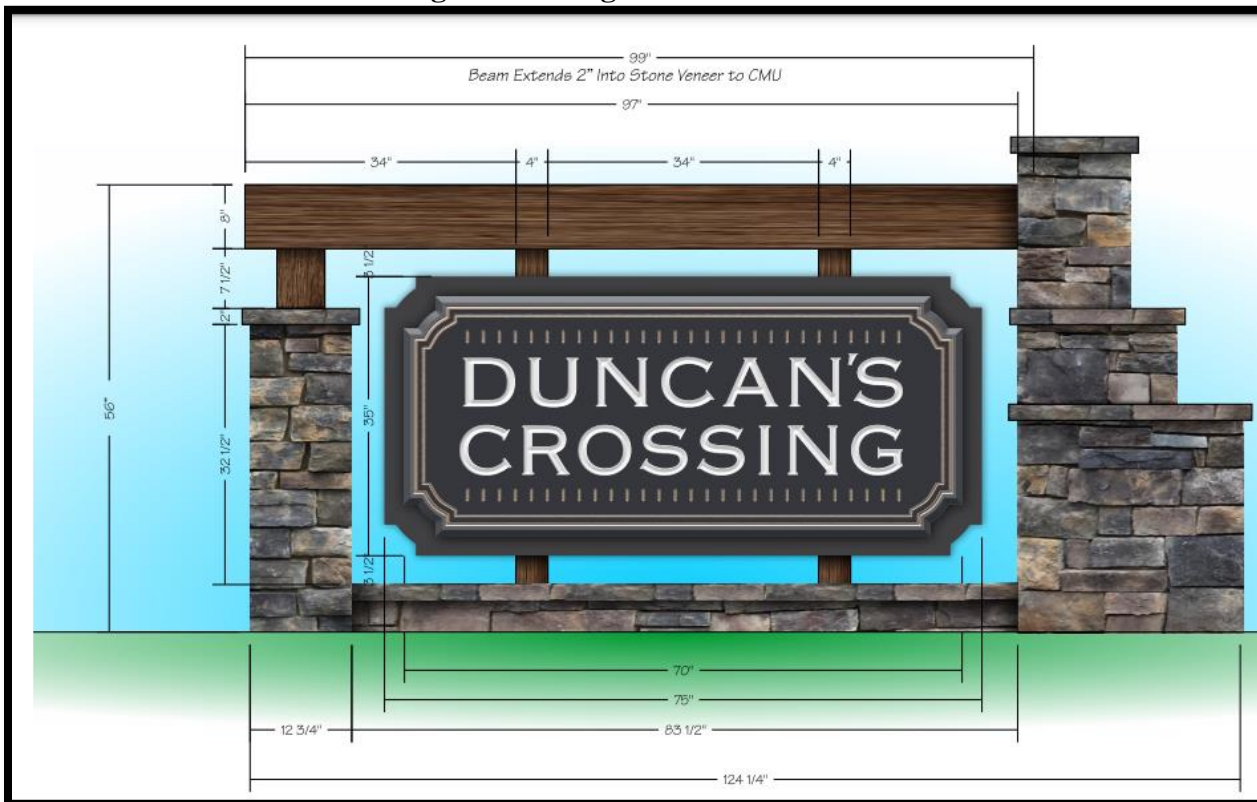 99"
Beam Extends 2" Into Stone Veneer to CMU
97"
34" 4" 34" 4"
8"
3 1/2"
7 1/2"
2"
DUNCAN'S
CROSSING
35"
56"
32 1/2"
3 1/2"
70"
75"
12 3/4" 83 1/2"
124 1/4"